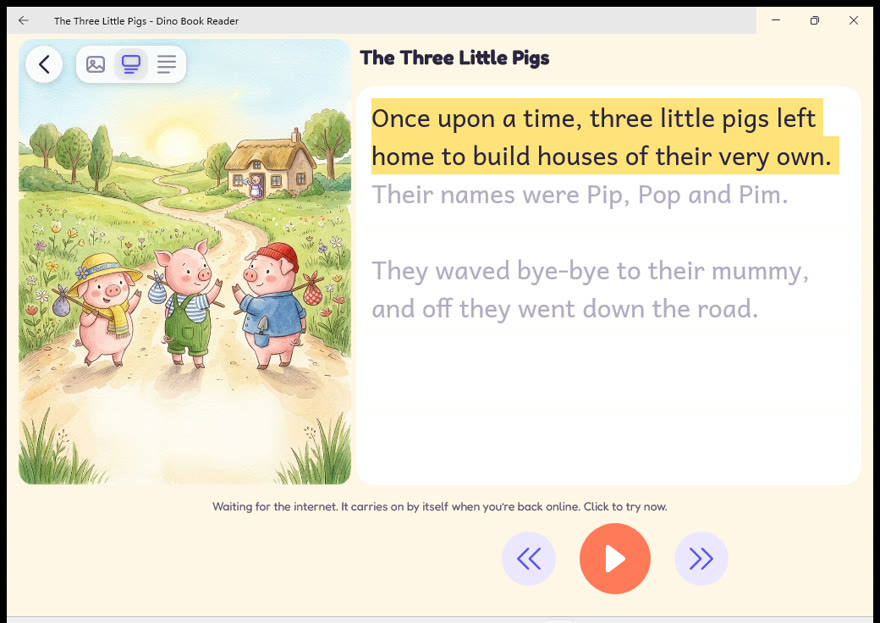 The Three Little Pigs - Dino Book Reader
The Three Little Pigs
Once upon a time, three little pigs left
home to build houses of their very own.
Their names were Pip, Pop and Pim.
They waved bye-bye to their mummy,
and off they went down the road.
Waiting for the internet. It carries on by itself when you're back online. Click to try now.